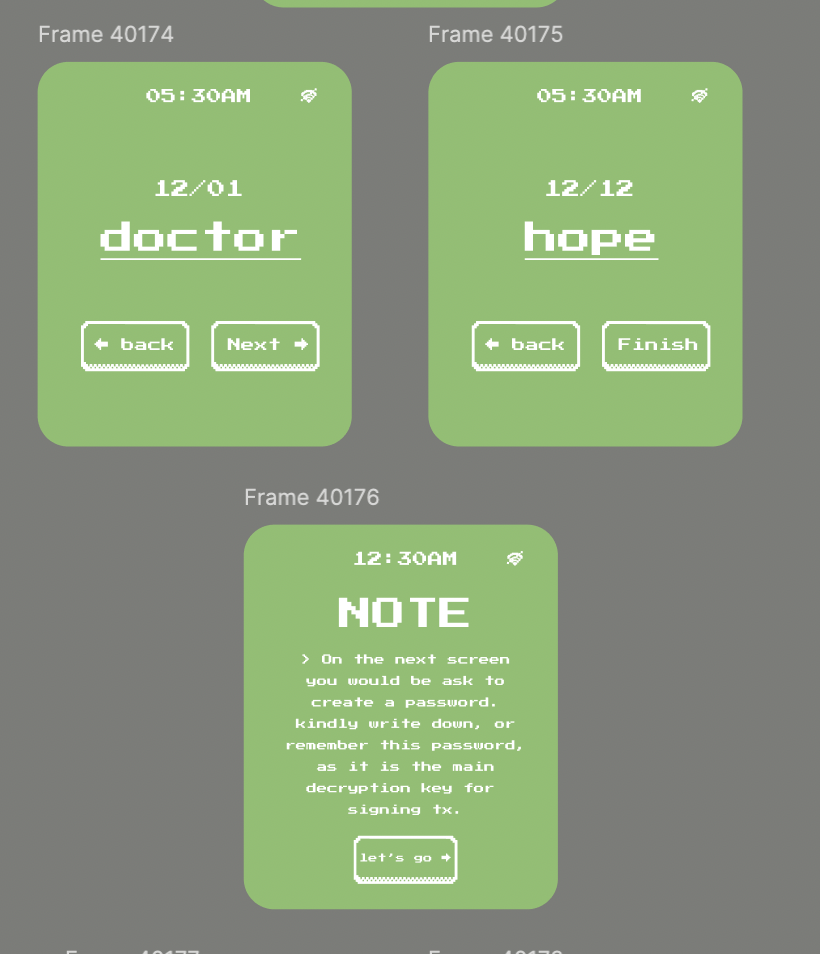 Frame 40174
Frame 40175
05:30AM
12/01
doctor
← back
Next →
05:30AM
12/12
hope
← back
Finish
Frame 40176
12:30AM
NOTE
> On the next screen
you would be ask to
create a password.
kindly write down, or
remember this password,
as it is the main
decryption key for
signing tx.
let's go →